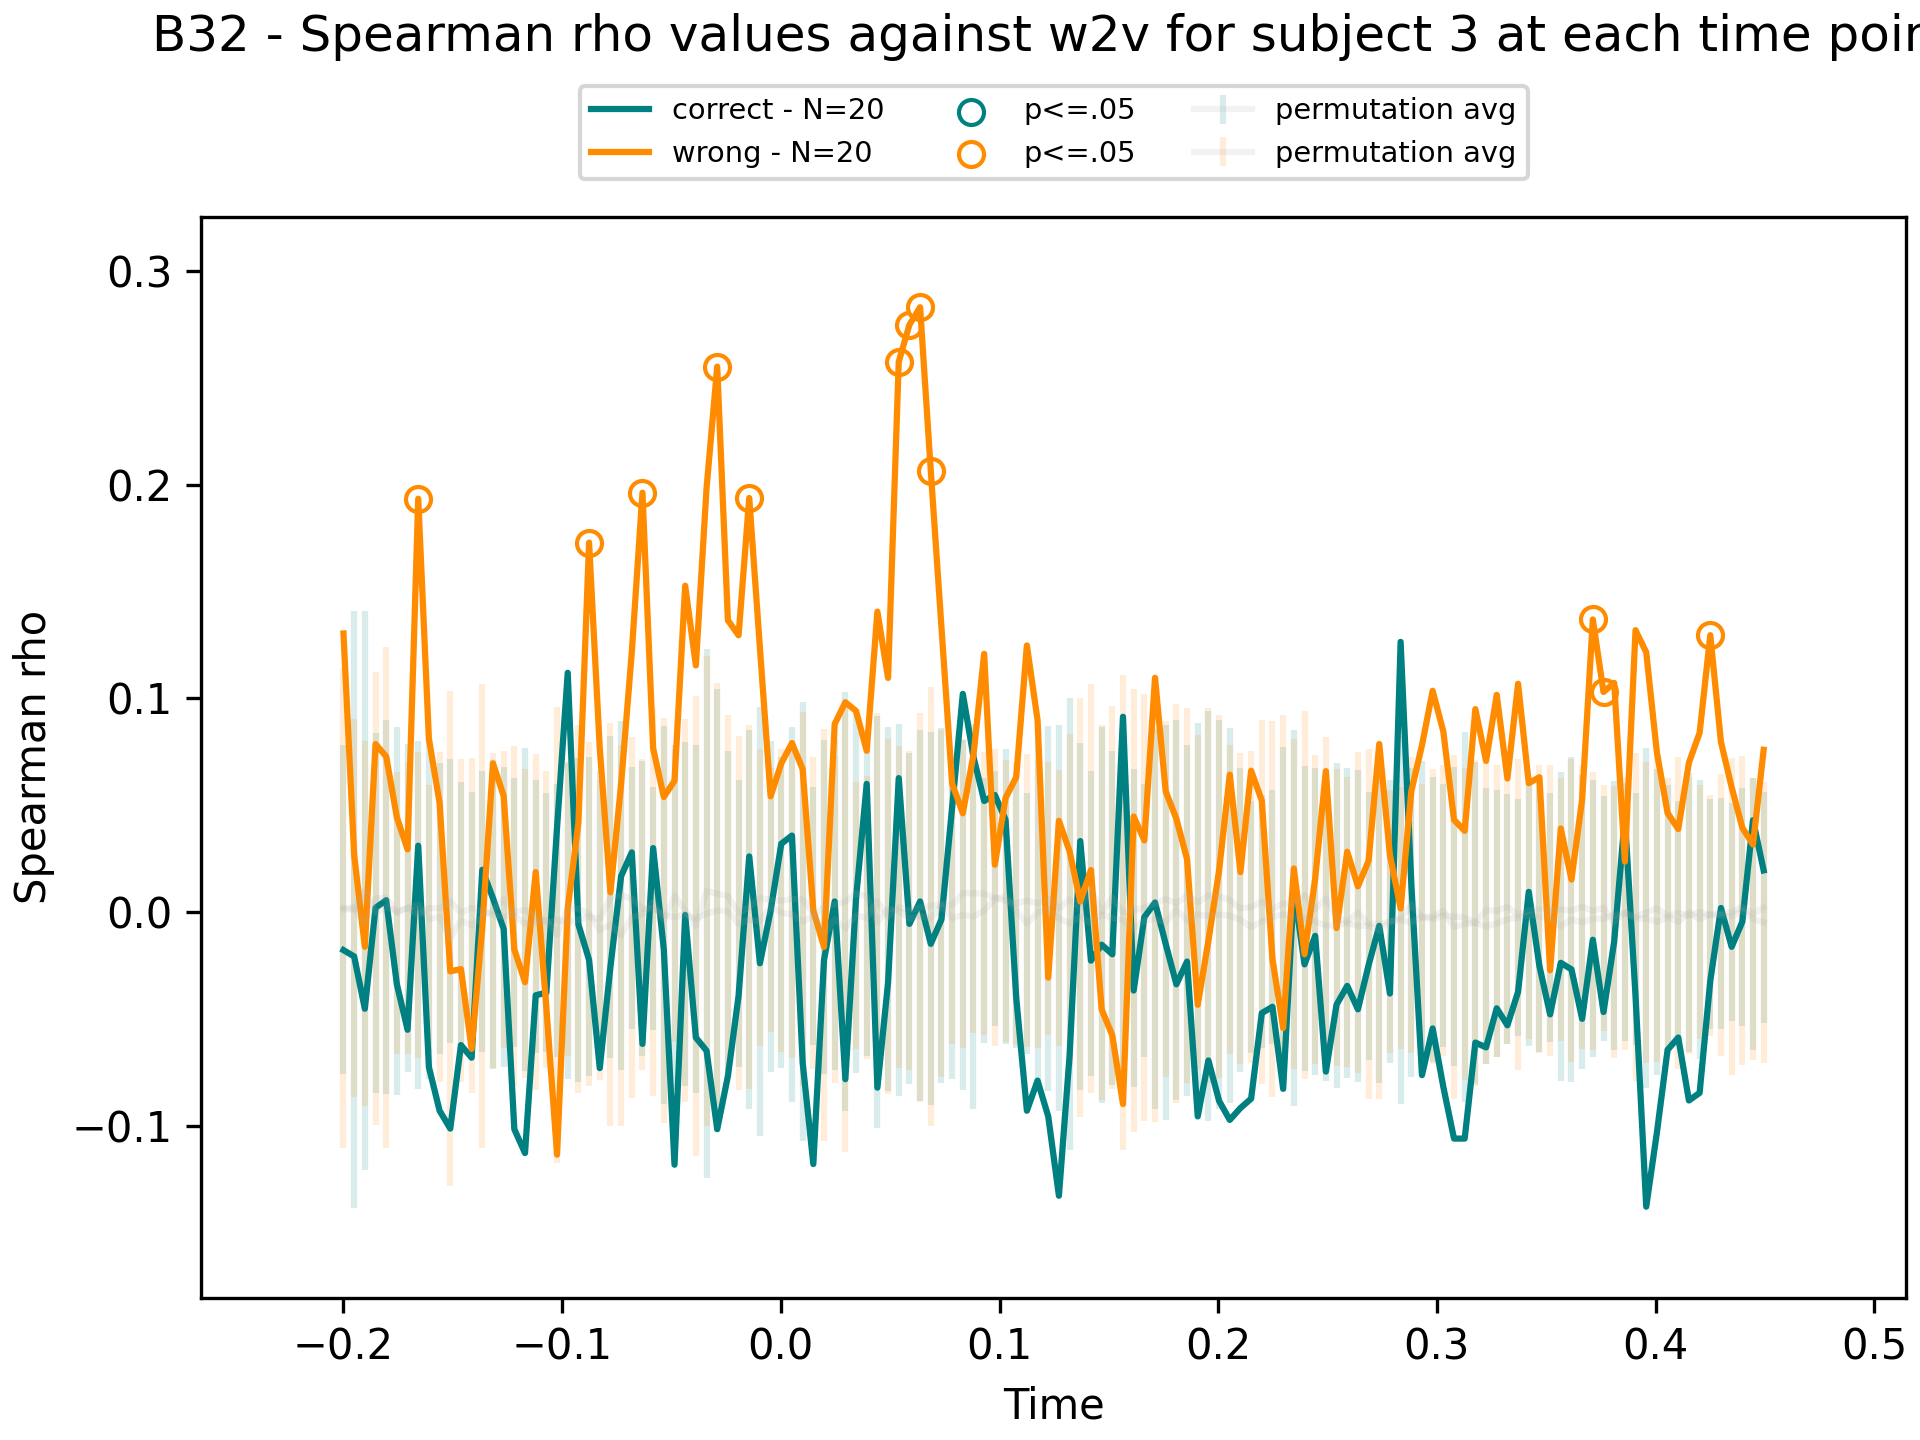 B32 - Spearman rho values against w2v for subject 3 at each time
correct - N=20
wrong - N=20
p<=.05
p<=.05
permutation avg
permutation avg
Spearman rho
0.3
0.2
0.1
0.0
−0.1
−0.2 −0.1 0.0 0.1 0.2 0.3 0.4 0.5
Time